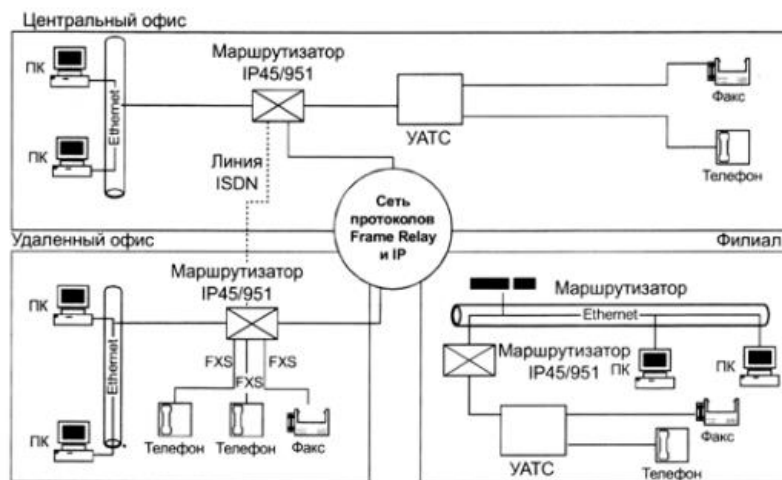 Центральный офис
ПК
Ethernet
ПК
Маршрутизатор
IP45/951
УАТС
Факс
Телефон
Линия
ISDN
Сеть
протоколов
Frame Relay
и IP
Удаленный офис
Филиал
ПК
Ethernet
ПК
Маршрутизатор
IP45/951
FXS
FXS
FXS
Телефон
Телефон
Факс
Маршрутизатор
Ethernet
Маршрутизатор
IP45/951
ПК
ПК
УАТС
Факс
Телефон